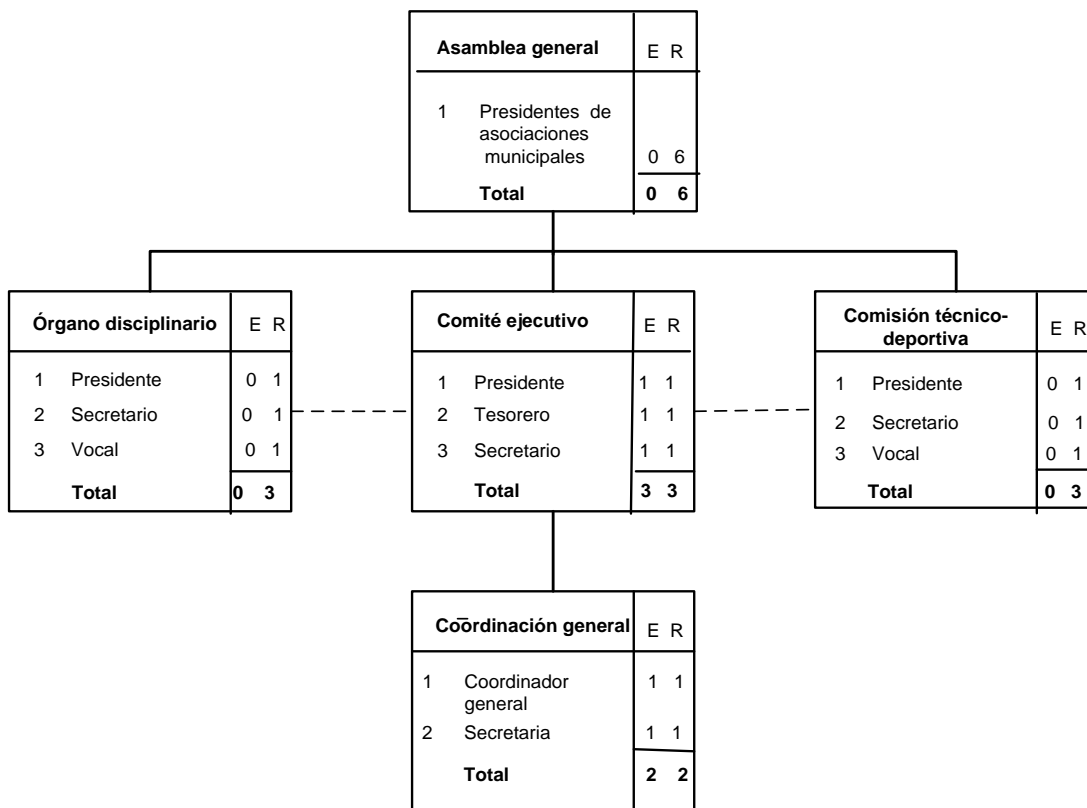 Asamblea general E R
1 Presidentes de
asociaciones
municipales 0 6
Total 0 6
Órgano disciplinario E R
1 Presidente 0 1
2 Secretario 0 1
3 Vocal 0 1
Total 0 3
Comité ejecutivo E R
1 Presidente 1 1
2 Tesorero 1 1
3 Secretario 1 1
Total 3 3
Comisión técnico-
deportiva E R
1 Presidente 0 1
2 Secretario 0 1
3 Vocal 0 1
Total 0 3
Coordinación general E R
1 Coordinador
general 1 1
2 Secretaria 1 1
Total 2 2